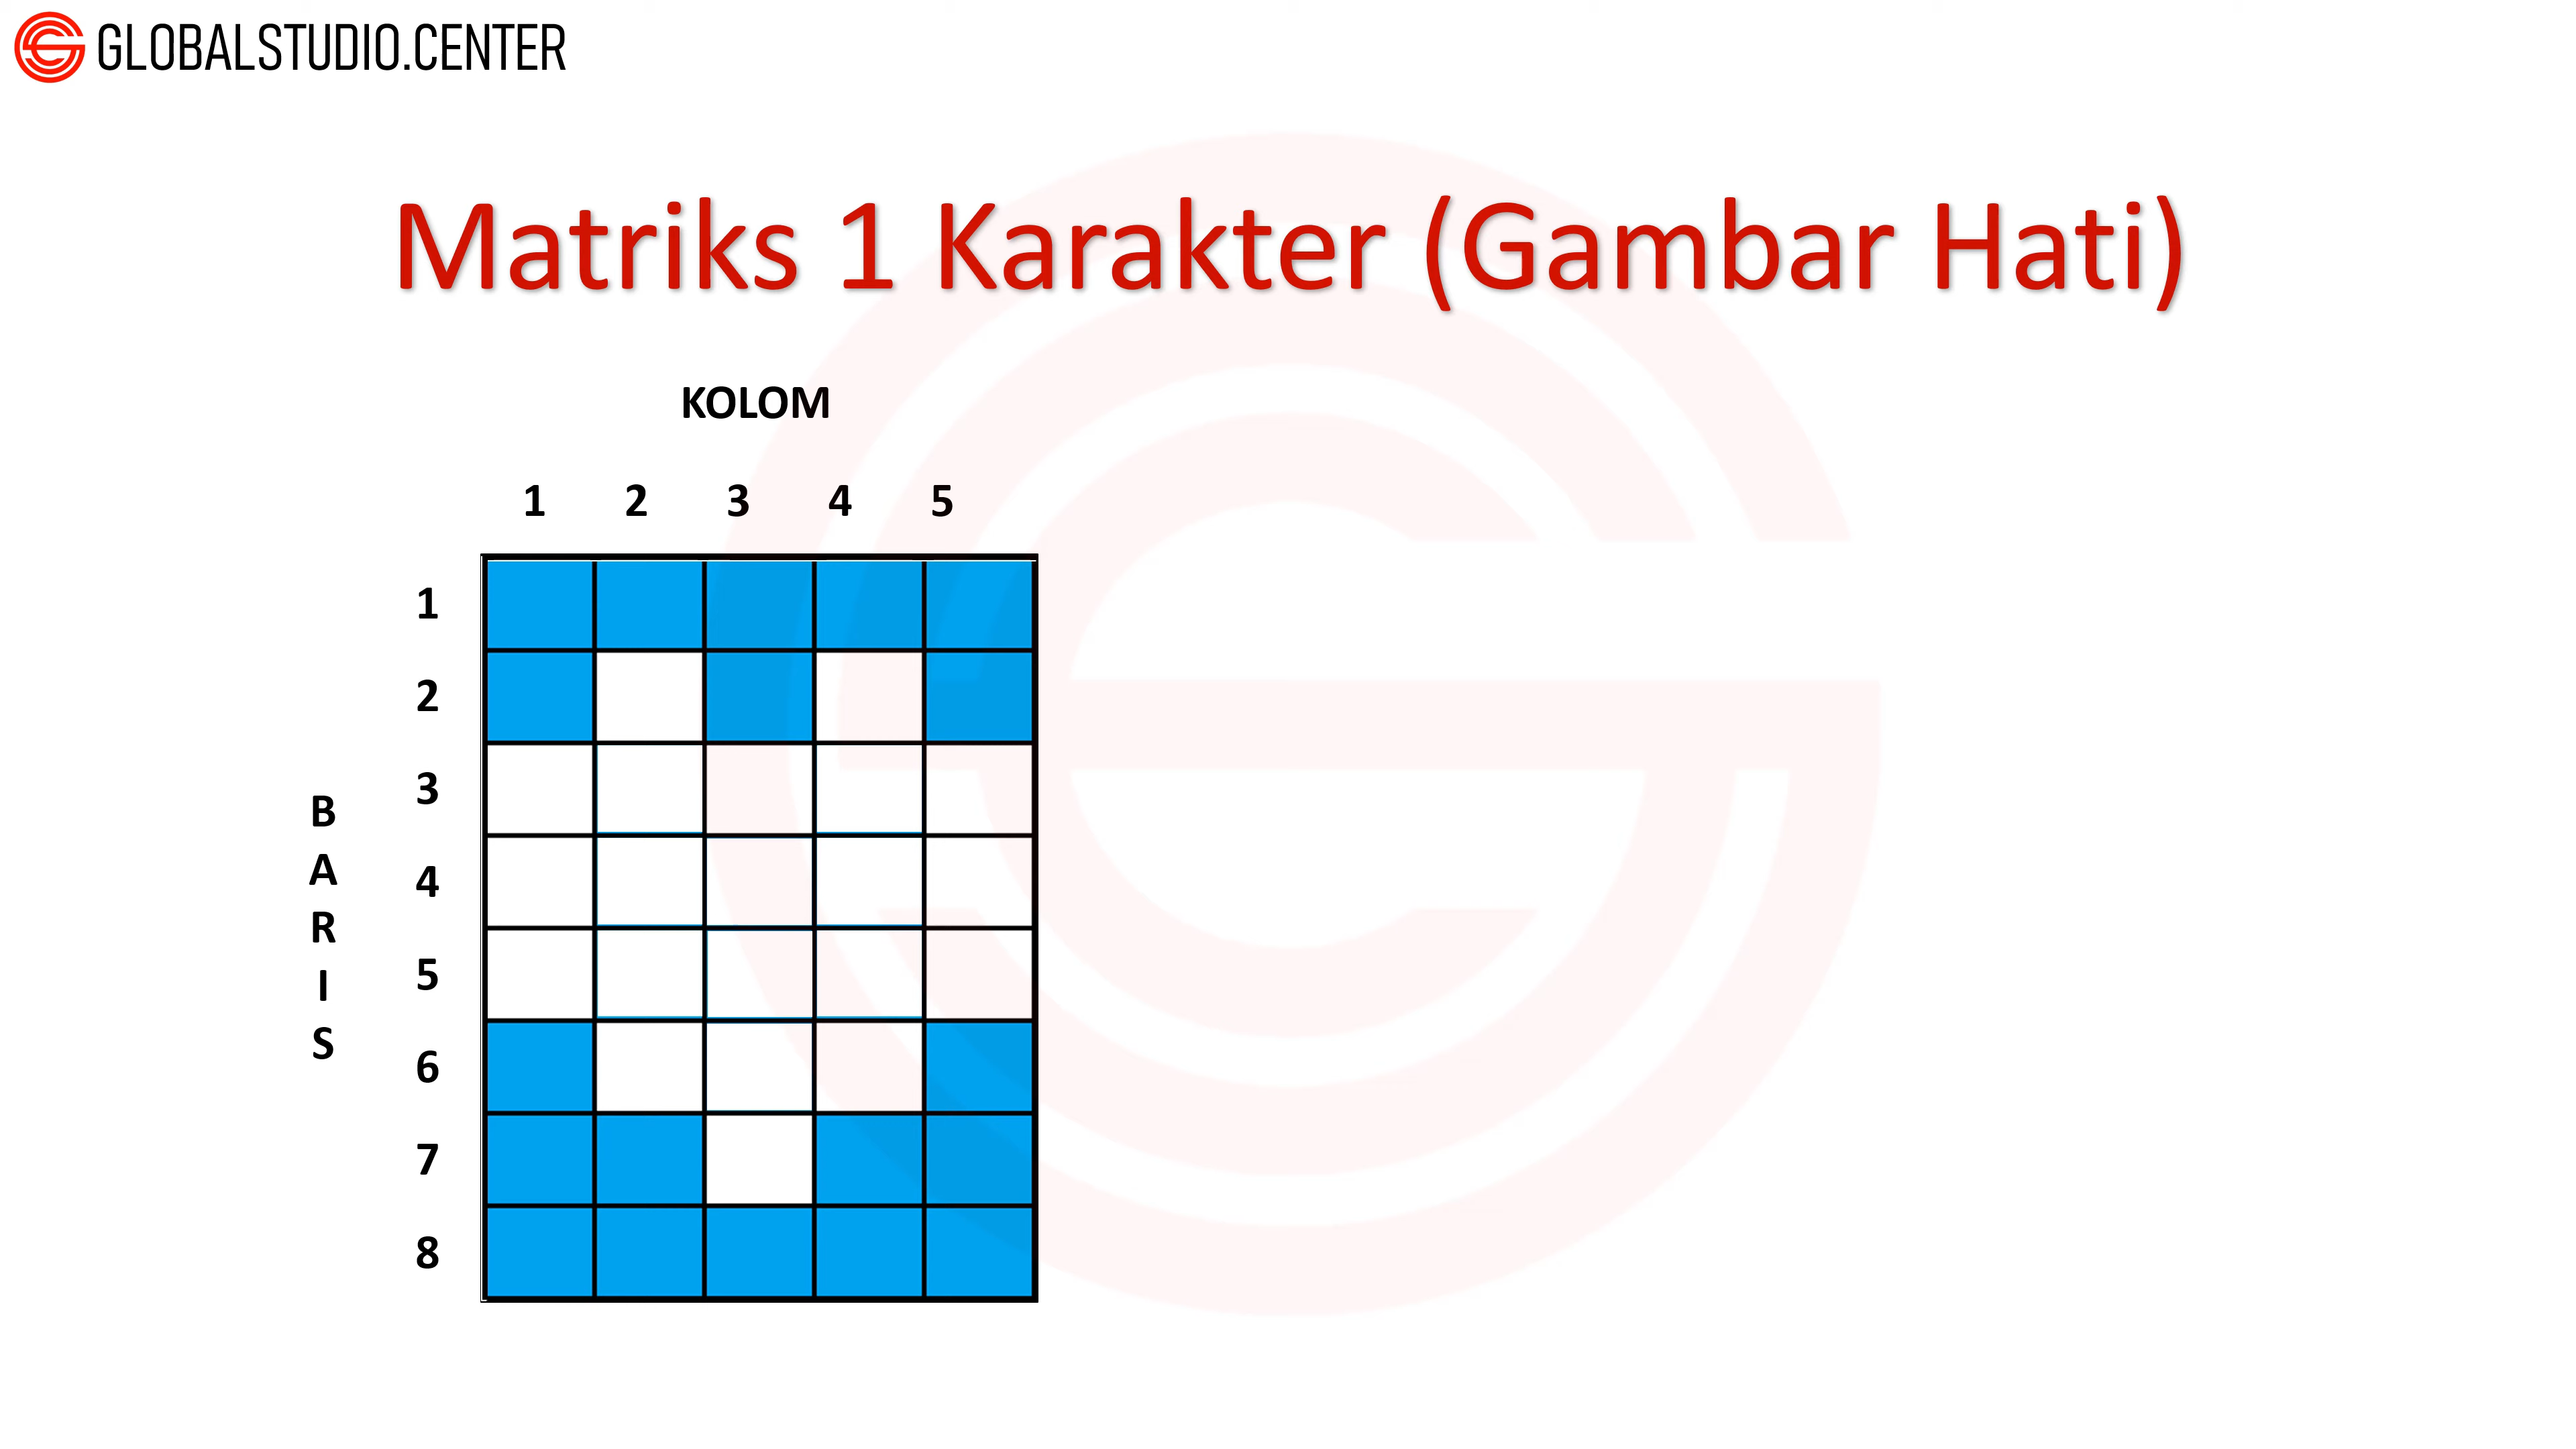 GLOBALSTUDIO.CENTER
Matriks 1 Karakter (Gambar Hati)
KOLOM
1 2 3 4 5
1
2
3
4
5
6
7
8
B
A
R
I
S